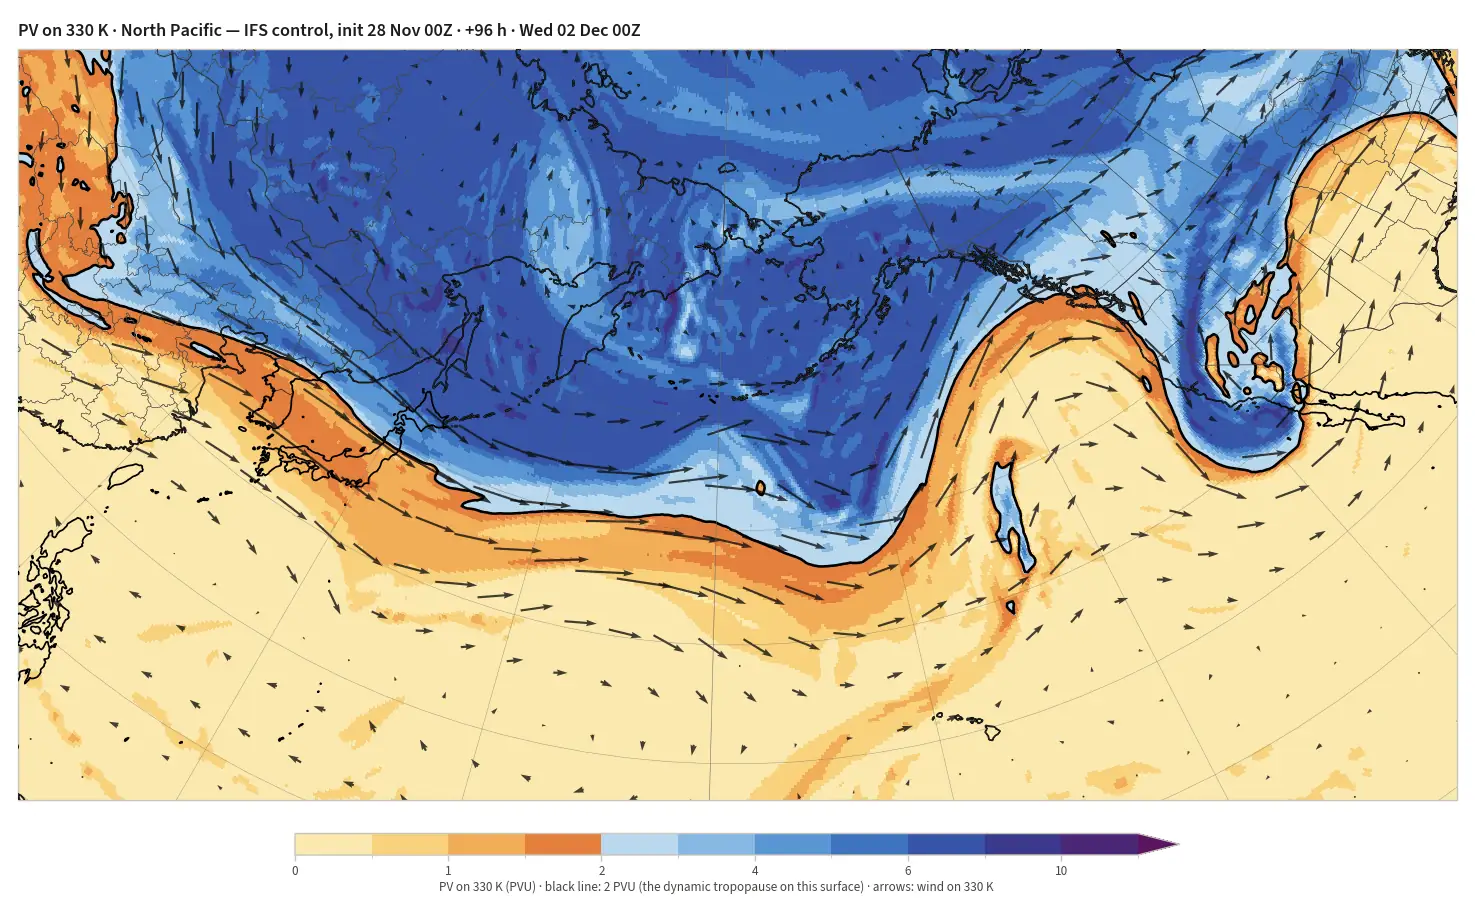 PV on 330 K · North Pacific — IFS control, init 28 Nov 00Z · +96 h · Wed 02 Dec 00Z
0 1 2 4 6 10
PV on 330 K (PVU) · black line: 2 PVU (the dynamic tropopause on this surface) · arrows: wind on 330 K